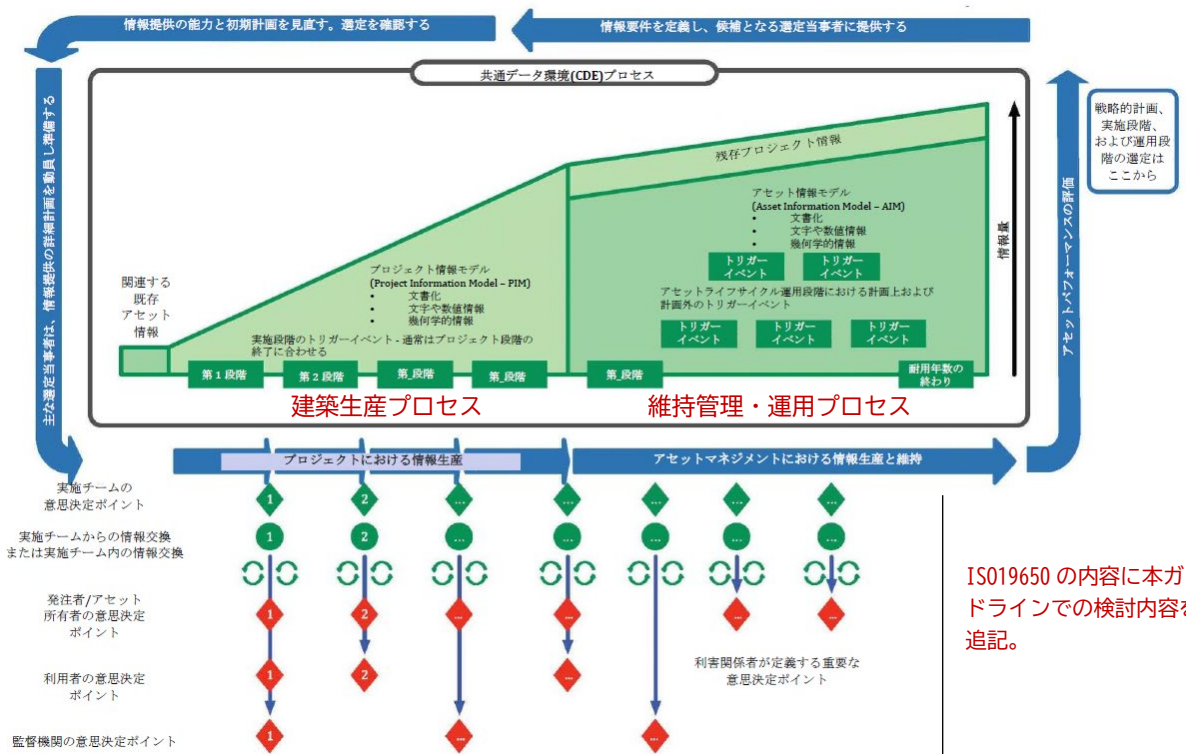 情報提供の能力と初期計画を見直す。選定を確認する
情報要件を定義し、候補となる選定当事者に提供する
主な選定当事者は、情報提供の詳細計画を動員し準備する
共通データ環境(CDE)プロセス
戦略的計画、
実施段階、
および運用段
階の選定は
ここから
アセットパフォーマンスの評価
情報量
残存プロジェクト情報
アセット情報モデル
(Asset Information Model – AIM)
• 文書化
• 文字や数値情報
• 幾何学的情報
トリガー
イベント
トリガー
イベント
アセットライフサイクル運用段階における計画上および
計画外のトリガーイベント
トリガー
イベント
トリガー
イベント
トリガー
イベント
関連する
既存
アセット
情報
プロジェクト情報モデル
(Project Information Model – PIM)
• 文書化
• 文字や数値情報
• 幾何学的情報
実施段階のトリガーイベント - 通常はプロジェクト段階の
終了に合わせる
第1段階
第2段階
第_段階
第_段階
第_段階
耐用年数の
終わり
建築生産プロセス
維持管理・運用プロセス
プロジェクトにおける情報生産
アセットマネジメントにおける情報生産と維持
実施チームの
意思決定ポイント
1
2
...
...
...
...
...
実施チームからの情報交換
または実施チーム内の情報交換
1
2
...
...
...
...
...
発注者/アセット
所有者の意思決定
ポイント
1
2
...
...
...
...
利用者の意思決定
ポイント
1
2
...
利害関係者が定義する重要な
意思決定ポイント
監督機関の意思決定ポイント
1
...
...
ISO19650 の内容に本ガ
ドラインでの検討内容を
追記。